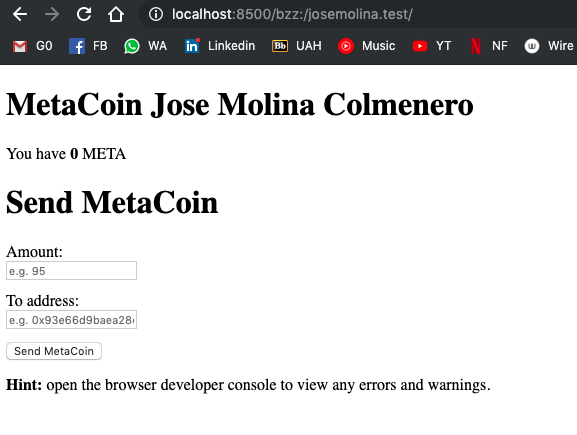 localhost:8500/bzz:/josemolina.test/
G0 FB WA Linkedin UAH Music YT NF Wire
MetaCoin Jose Molina Colmenero
You have 0 META
Send MetaCoin
Amount:
e.g. 95
To address:
e.g. 0x93e66d9baea28
Send MetaCoin
Hint: open the browser developer console to view any errors and warnings.